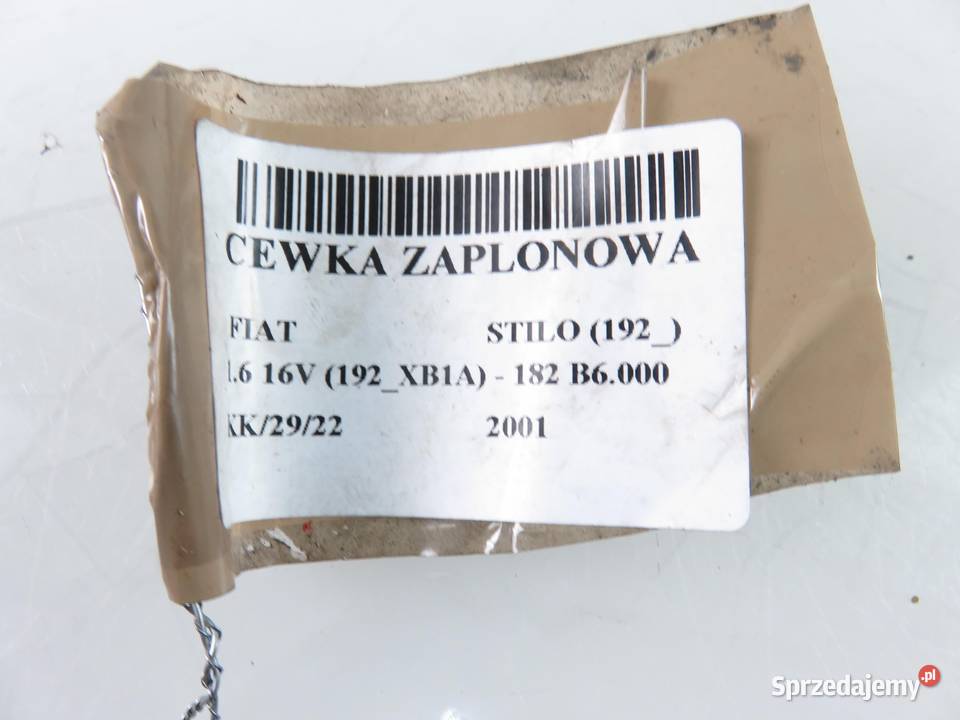 CEWKA ZAPLONOWA
FIAT STILO (192_)
1.6 16V (192_XB1A) - 182 B6.000
KK/29/22 2001
Sprzedajemy.pl